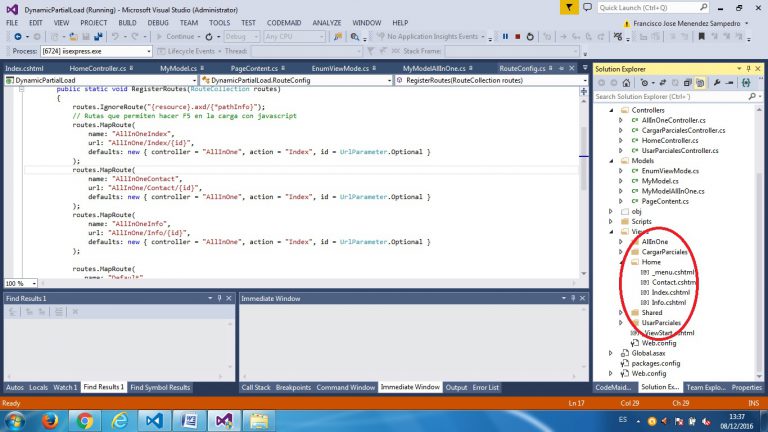 DynamicPartialLoad (Running) - Microsoft Visual Studio (Administrator)
Quick Launch (Ctrl+Q)
FILE EDIT VIEW PROJECT BUILD DEBUG TEAM TOOLS TEST CODEMAID ARCHITECTURE ANALYZE WINDOW HELP
Francisco Jose Menendez Sampedro
Continue Debug Any CPU No Application Insights Events
Process: [6724] iisexpress.exe Lifecycle Events Thread: Stack Frame:
Index.cshtml HomeController.cs MyModel.cs PageContent.cs EnumViewMode.cs MyModelAllInOne.cs RouteConfig.cs
DynamicPartialLoad DynamicPartialLoad.RouteConfig RegisterRoutes(RouteCollection routes)
public static void RegisterRoutes(RouteCollection routes)
{
routes.IgnoreRoute("{resource}.axd/{*pathInfo}");
// Rutas que permiten hacer F5 en la carga con javascript
routes.MapRoute(
name: "AllInOneIndex",
url: "AllInOne/Index/{id}",
defaults: new { controller = "AllInOne", action = "Index", id = UrlParameter.Optional }
);
routes.MapRoute(
name: "AllInOneContact",
url: "AllInOne/Contact/{id}",
defaults: new { controller = "AllInOne", action = "Index", id = UrlParameter.Optional }
);
routes.MapRoute(
name: "AllInOneInfo",
url: "AllInOne/Info/{id}",
defaults: new { controller = "AllInOne", action = "Index", id = UrlParameter.Optional }
);
routes.MapRoute(
name: "Default",
100 %
Find Results 1
Immediate Window
Autos Locals Watch 1 Find Results 1 Find Symbol Results
Call Stack Breakpoints Command Window Immediate Window Output Error List
Solution Explorer
Search Solution Explorer (Ctrl+`)
Controllers
AllInOneController.cs
CargarParcialesController.cs
HomeController.cs
UsarParcialesController.cs
Models
EnumViewMode.cs
MyModel.cs
MyModelAllInOne.cs
PageContent.cs
obj
Scripts
Views
AllInOne
CargarParciales
Home
_menu.cshtml
Contact.cshtml
Index.cshtml
Info.cshtml
Shared
UsarParciales
_ViewStart.cshtml
Web.config
Global.asax
packages.config
Web.config
CodeMaid... Solution Ex... Team Explo... Properties
Ready
Ln 17 Col 29 Ch 29 INS
ES
13:37
08/12/2016